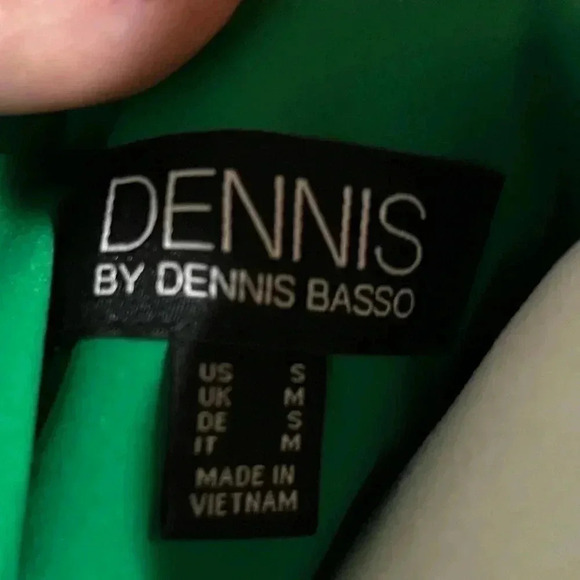 DENNIS
BY DENNIS BASSO
US S
UK M
DE S
IT M
MADE IN
VIETNAM